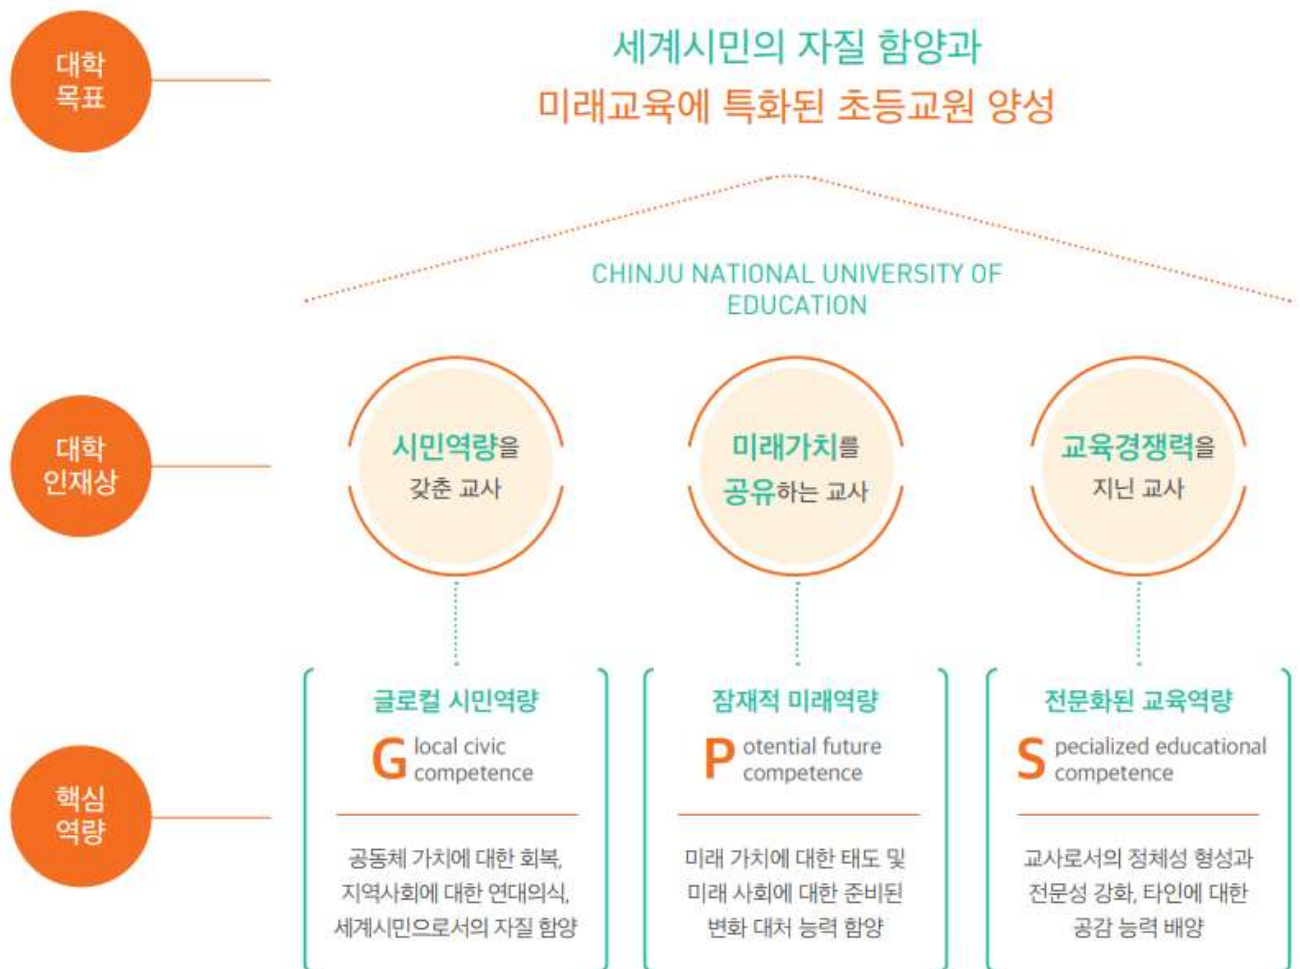 대학
목표
세계시민의 자질 함양과
미래교육에 특화된 초등교원 양성
CHINJU NATIONAL UNIVERSITY OF
EDUCATION
대학
인재상
시민역량을
갖춘 교사
미래가치를
공유하는 교사
교육경쟁력을
지닌 교사
핵심
역량
글로컬 시민역량
Glocal civic
competence
공동체 가치에 대한 회복,
지역사회에 대한 연대의식,
세계시민으로서의 자질 함양
잠재적 미래역량
Potential future
competence
미래 가치에 대한 태도 및
미래 사회에 대한 준비된
변화 대처 능력 함양
전문화된 교육역량
Specialized educational
competence
교사로서의 정체성 형성과
전문성 강화, 타인에 대한
공감 능력 배양